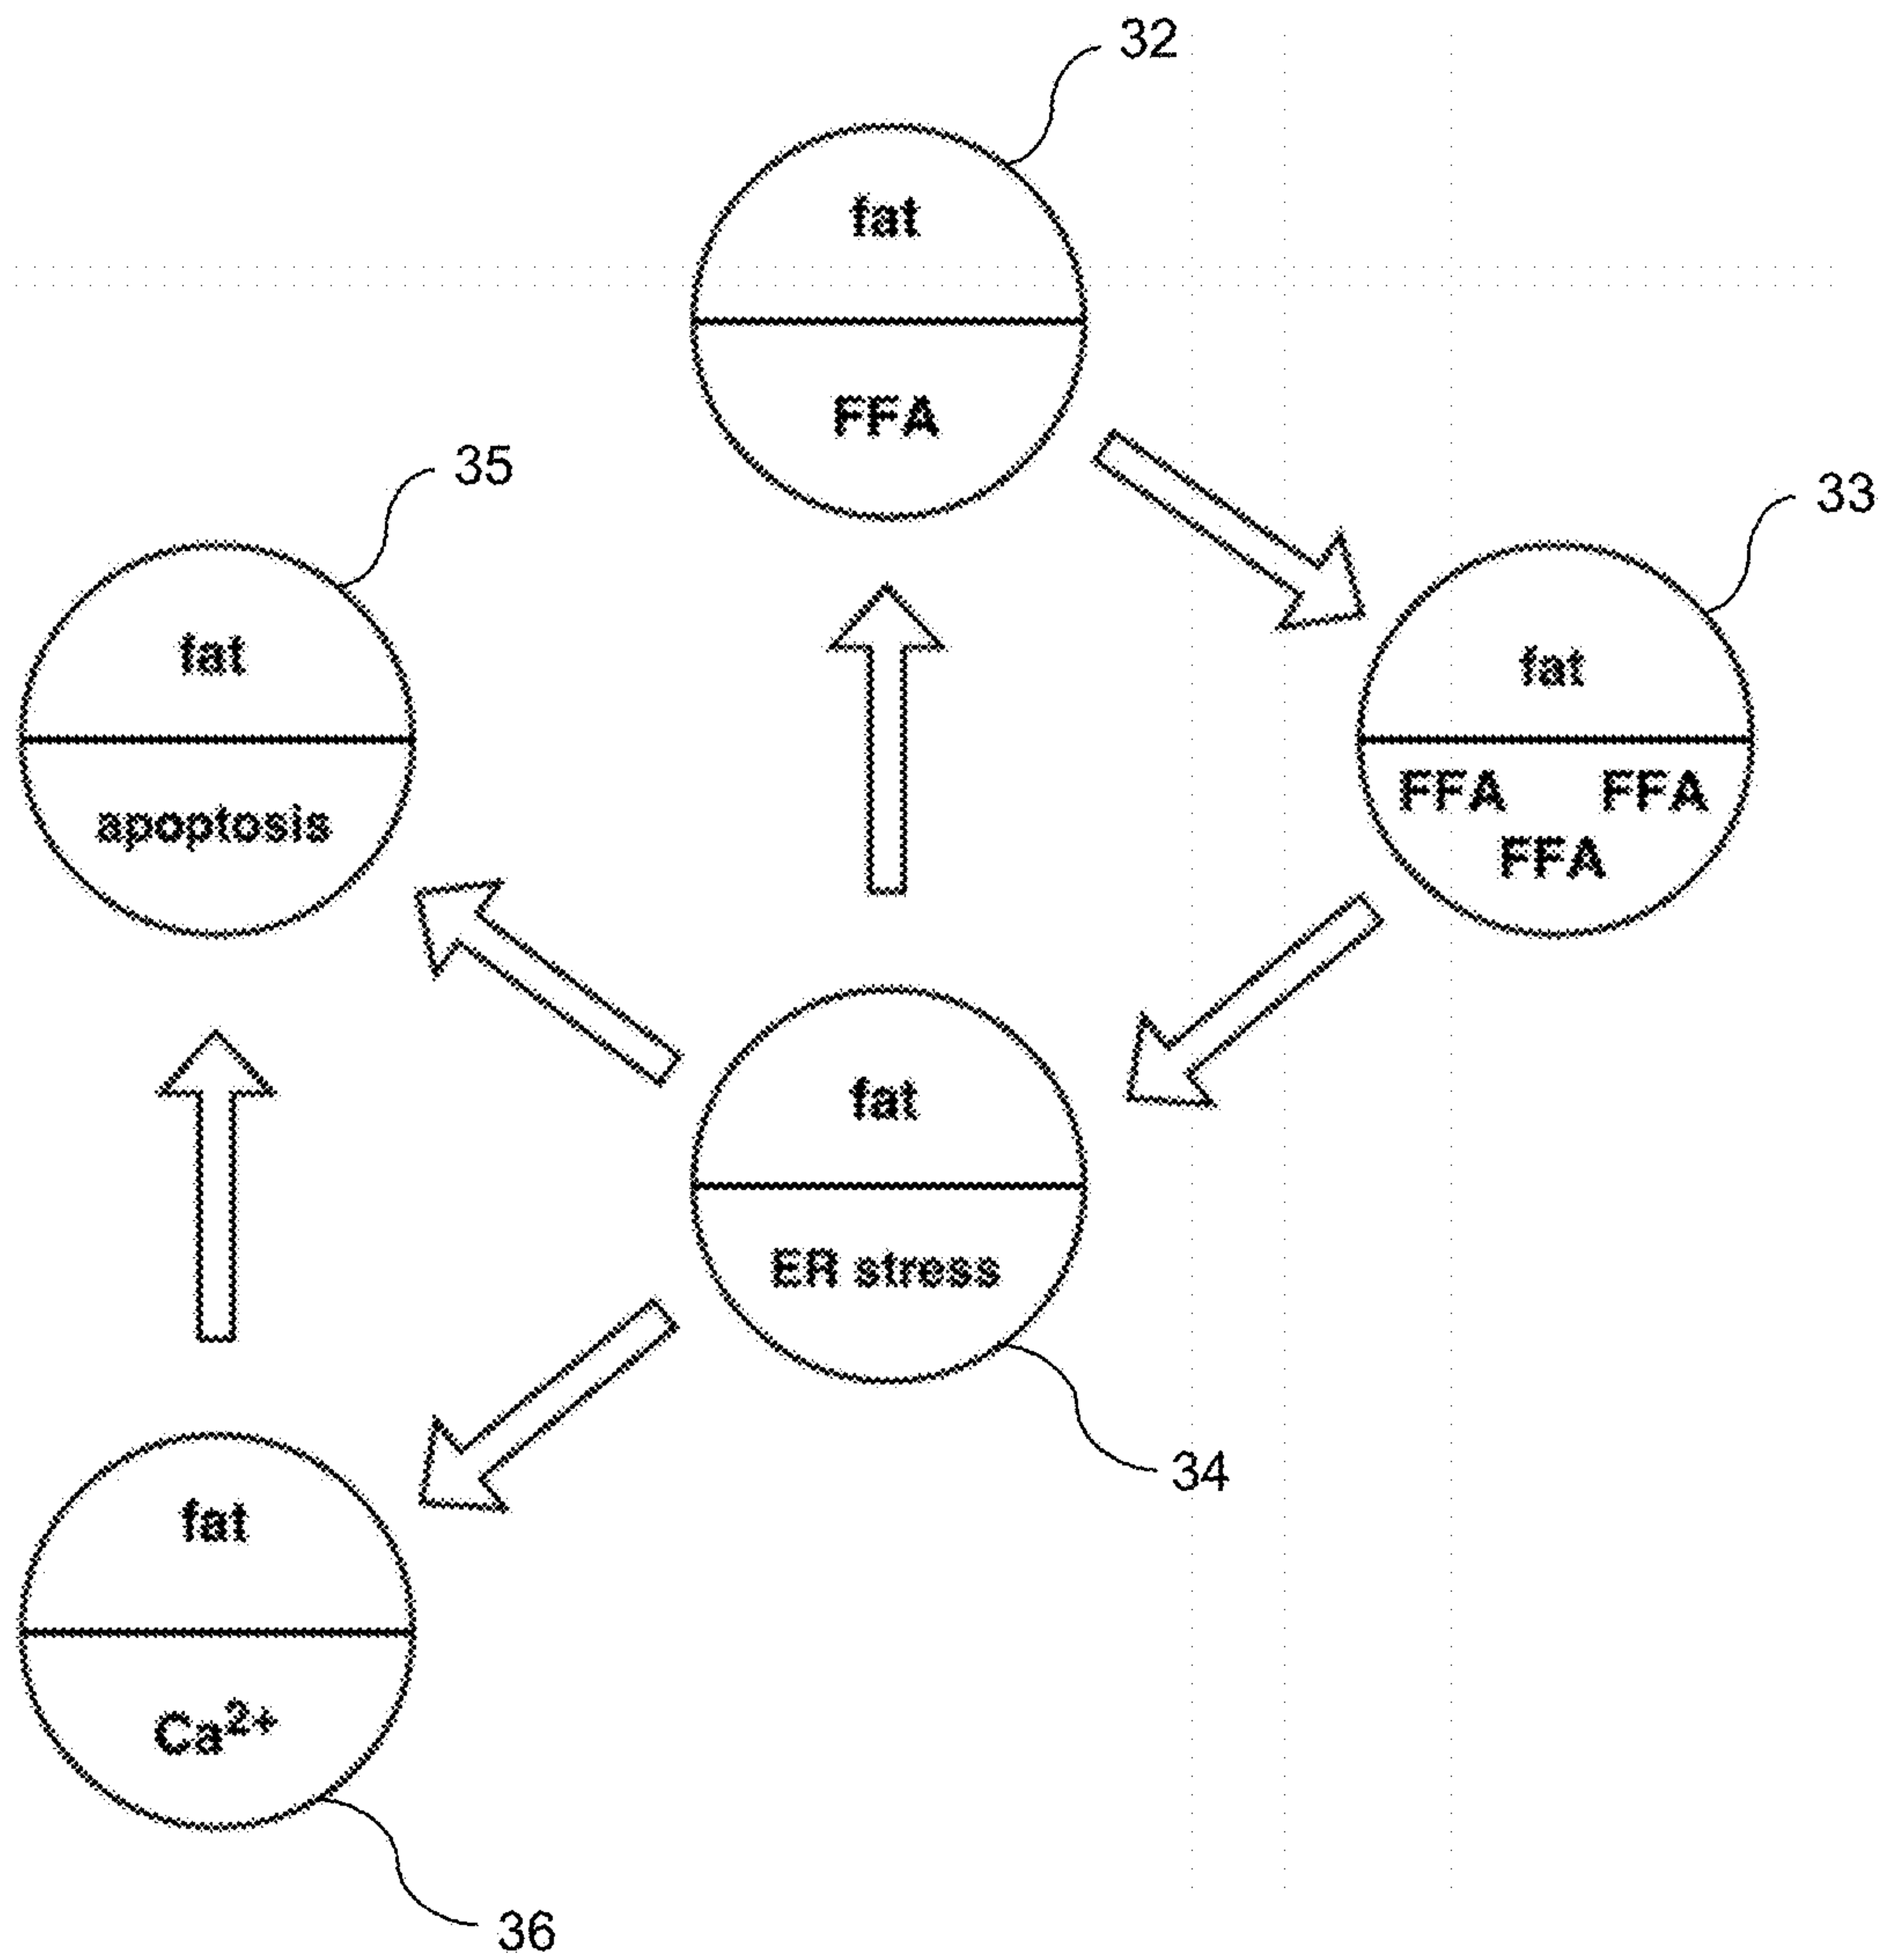 32
fat
FFA
35
33
fat
apoptosis
fat
FFA FFA
FFA
fat
ER stress
34
fat
Ca²⁺
36